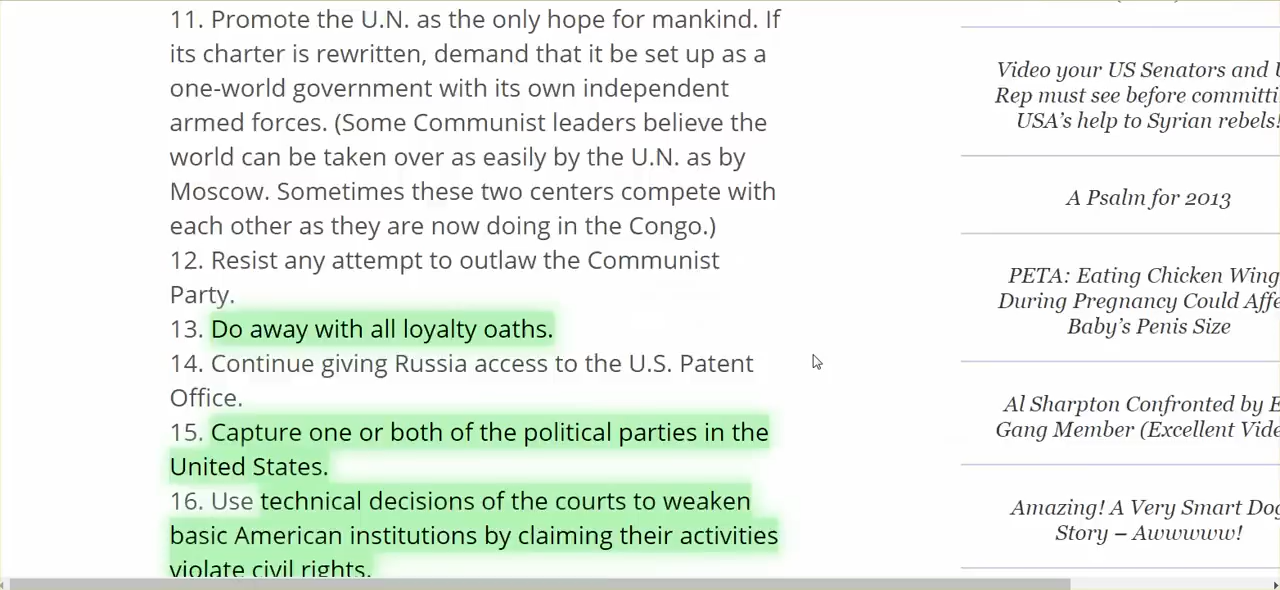 11. Promote the U.N. as the only hope for mankind. If
its charter is rewritten, demand that it be set up as a
one-world government with its own independent
armed forces. (Some Communist leaders believe the
world can be taken over as easily by the U.N. as by
Moscow. Sometimes these two centers compete with
each other as they are now doing in the Congo.)
12. Resist any attempt to outlaw the Communist
Party.
13. Do away with all loyalty oaths.
14. Continue giving Russia access to the U.S. Patent
Office.
15. Capture one or both of the political parties in the
United States.
16. Use technical decisions of the courts to weaken
basic American institutions by claiming their activities
violate civil rights.
Video your US Senators and
Rep must see before
USA's help to Syrian rebels!
A Psalm for 2013
PETA: Eating Chicken
During Pregnancy Could
Baby's Penis Size
Al Sharpton Confronted by
Gang Member (Excellent
Amazing! A Very Smart
Story – Awwwww!